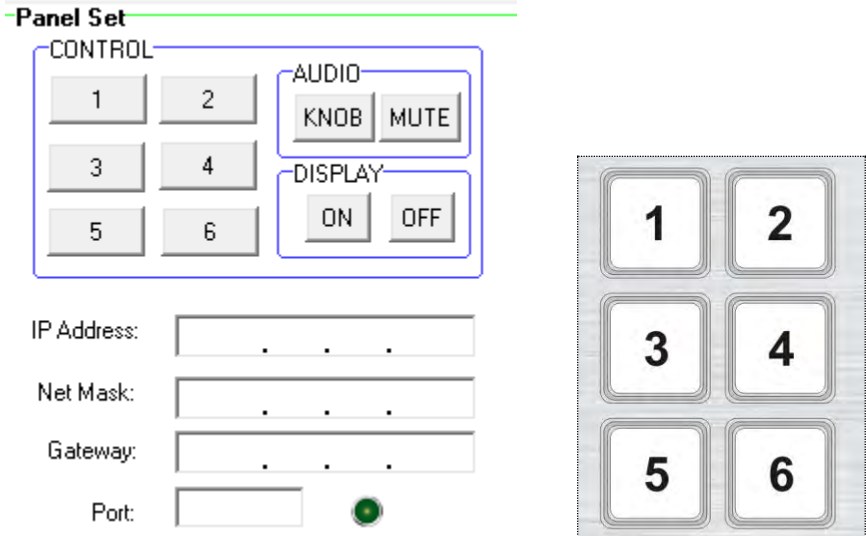 Panel Set
CONTROL
1 2
3 4
5 6
AUDIO
KNOB MUTE
DISPLAY
ON OFF
IP Address: . . .
Net Mask: . . .
Gateway: . . .
Port:
1 2
3 4
5 6